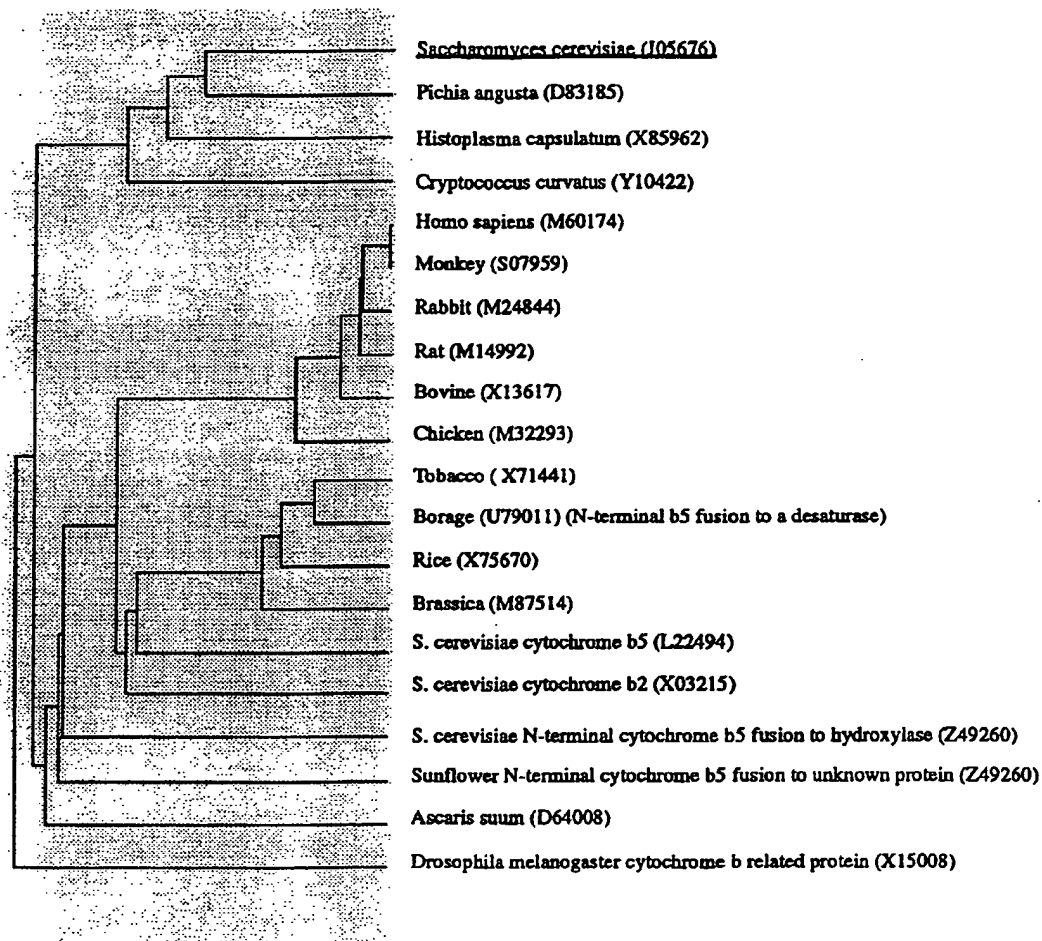 Saccharomyces cerevisiae (J05676)
Pichia angusta (D83185)
Histoplasma capsulatum (X85962)
Cryptococcus curvatus (Y10422)
Homo sapiens (M60174)
Monkey (S07959)
Rabbit (M24844)
Rat (M14992)
Bovine (X13617)
Chicken (M32293)
Tobacco ( X71441)
Borage (U79011) (N-terminal b5 fusion to a desaturase)
Rice (X75670)
Brassica (M87514)
S. cerevisiae cytochrome b5 (L22494)
S. cerevisiae cytochrome b2 (X03215)
S. cerevisiae N-terminal cytochrome b5 fusion to hydroxylase (Z49260)
Sunflower N-terminal cytochrome b5 fusion to unknown protein (Z49260)
Ascaris suum (D64008)
Drosophila melanogaster cytochrome b related protein (X15008)